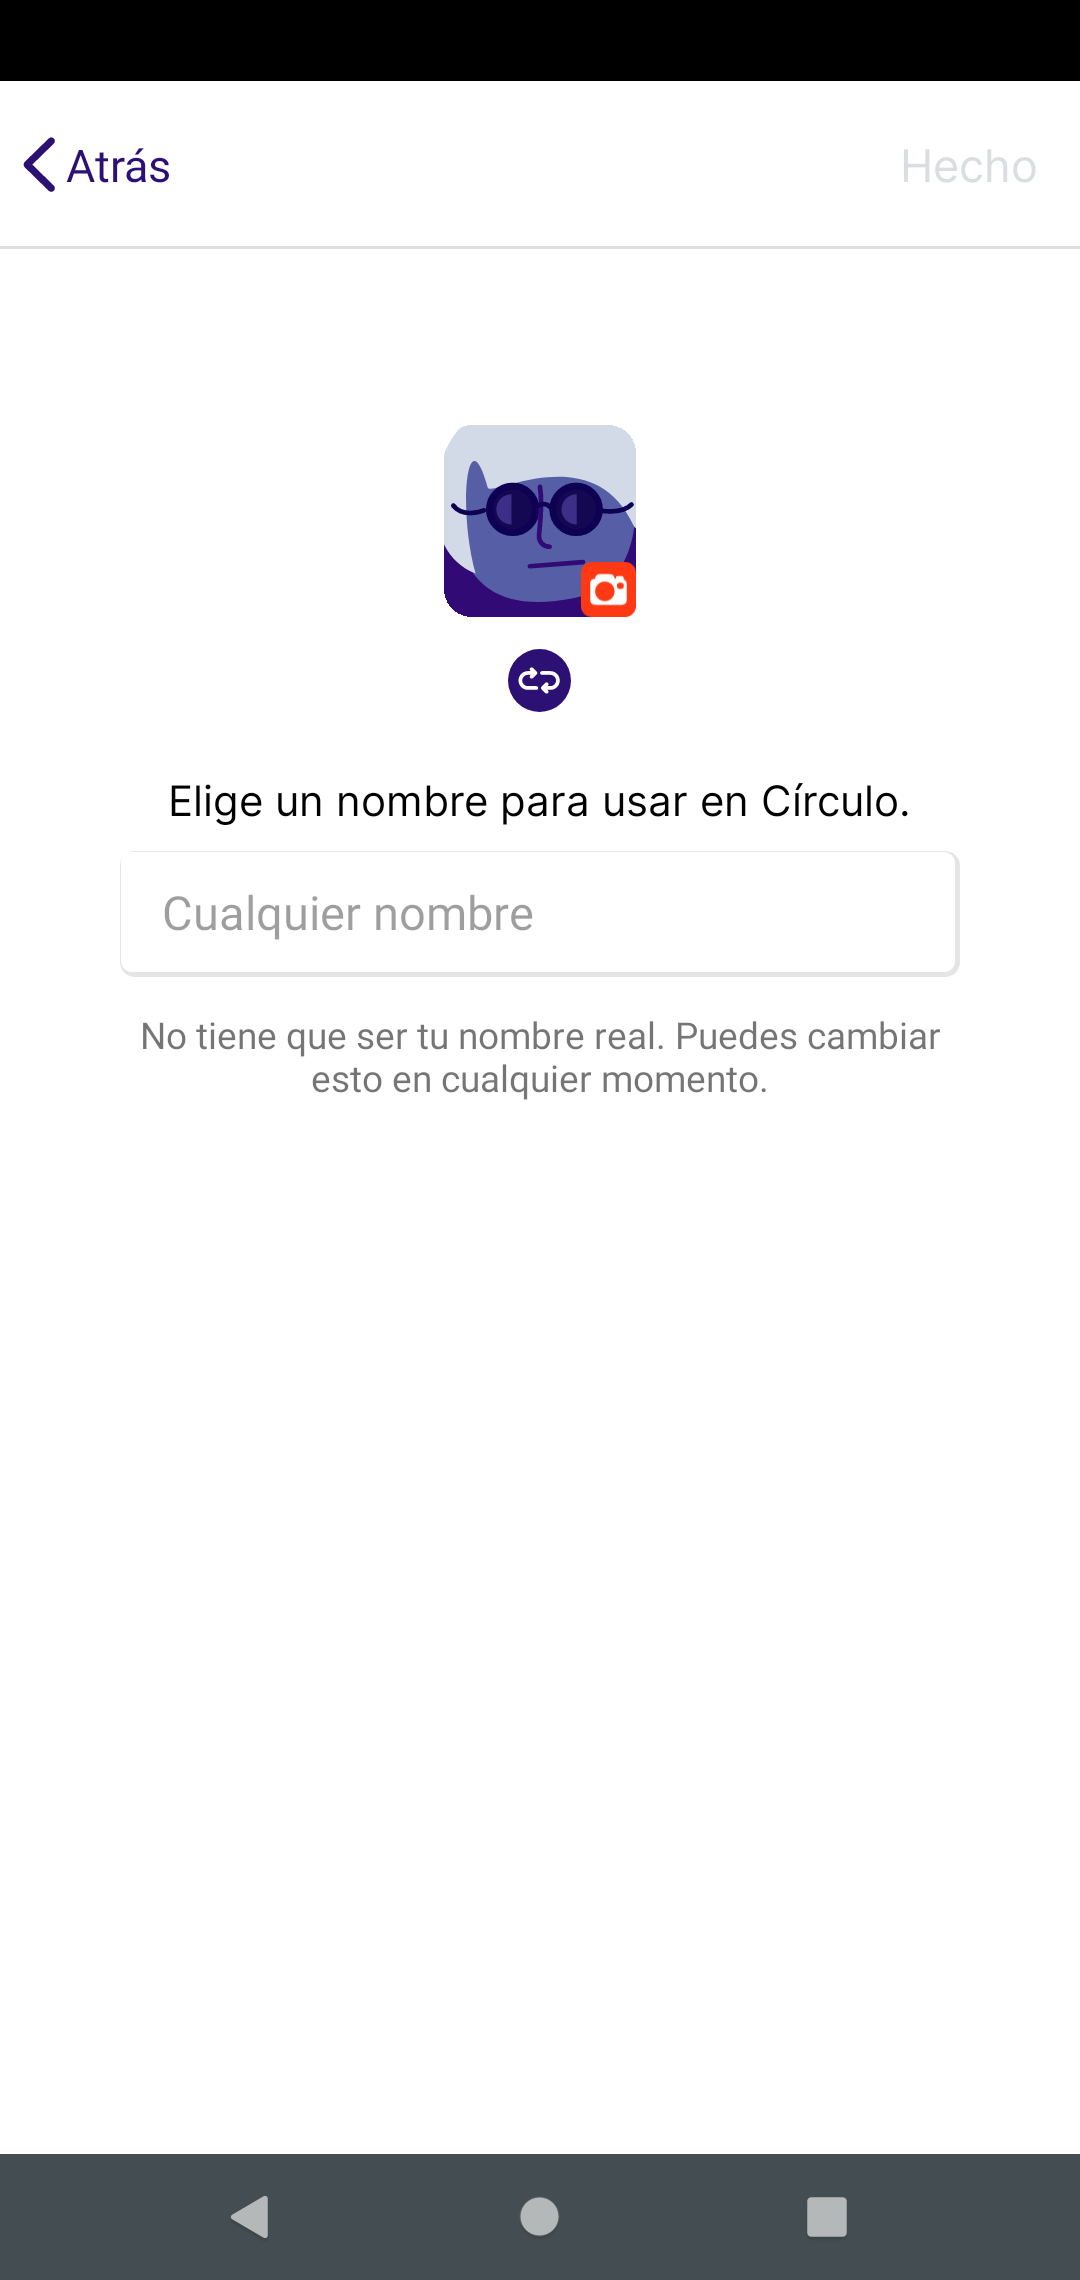 Atrás
Hecho
Elige un nombre para usar en Círculo.
Cualquier nombre
No tiene que ser tu nombre real. Puedes cambiar
esto en cualquier momento.